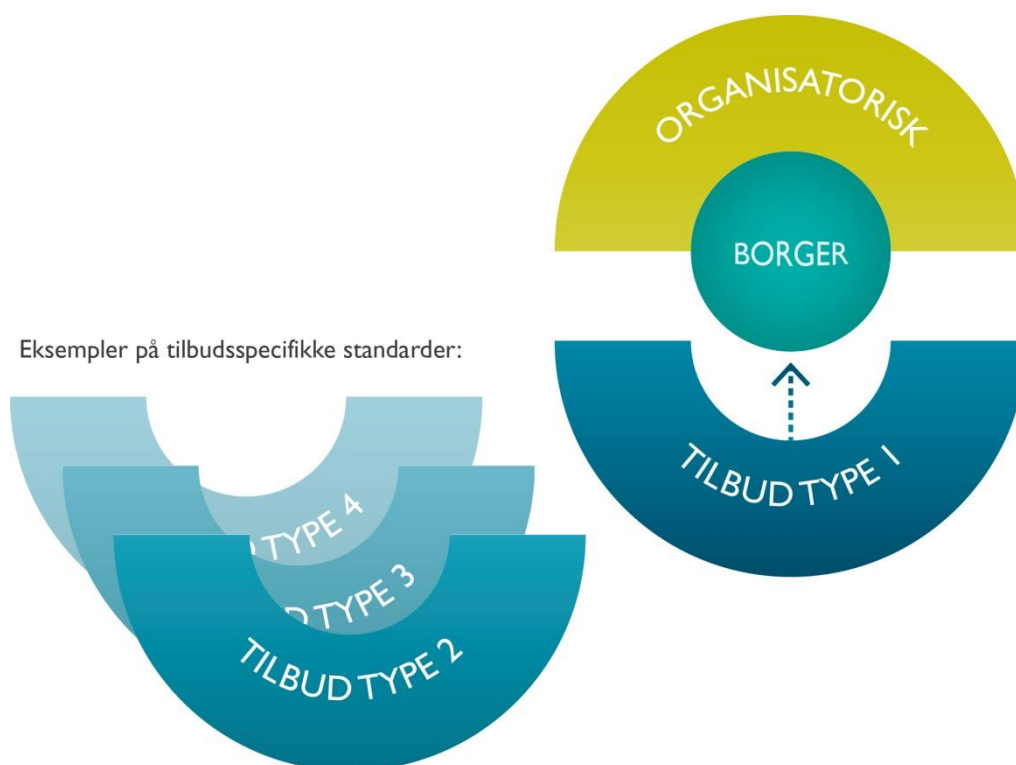 ORGANISATORISK
BORGER
Eksempler på tilbudsspecifikke standarder:
TILBUD TYPE 1
TYPE 4
TYPE 3
TILBUD TYPE 2